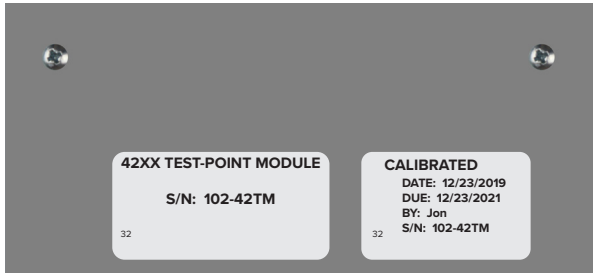 42XX TEST-POINT MODULE
S/N: 102-42TM
32
CALIBRATED
DATE: 12/23/2019
DUE: 12/23/2021
BY: Jon
S/N: 102-42TM
32